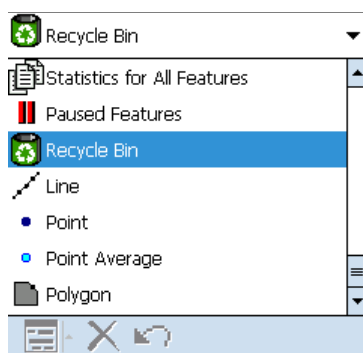 Recycle Bin
Statistics for All Features
Paused Features
Recycle Bin
Line
Point
Point Average
Polygon